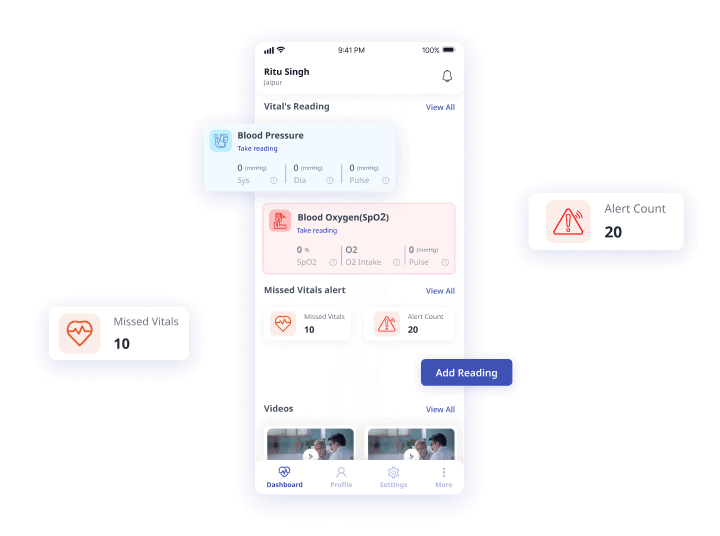 9:41 PM
100%
Ritu Singh
Jaipur
Vital's Reading
View All
Blood Pressure
Take reading
0 (mmHg)
0 (mmHg)
0 (mmHg)
Sys
Dia
Pulse
Blood Oxygen(SpO2)
Take reading
0 %
O2
0 (mmHg)
SpO2
O2 Intake
Pulse
Alert Count
20
Missed Vitals alert
View All
Missed Vitals
10
Alert Count
20
Missed Vitals
10
Add Reading
Videos
View All
Dashboard
Profile
Settings
More